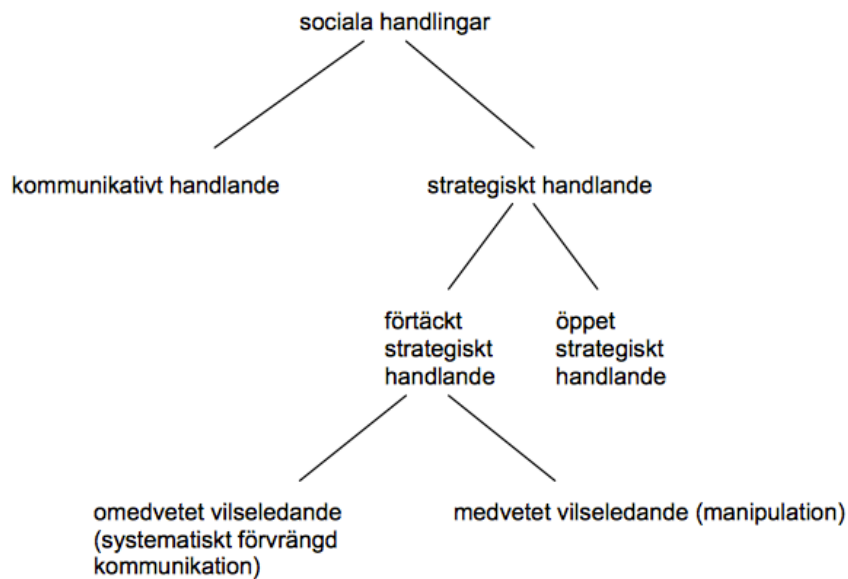 sociala handlingar
kommunikativt handlande
strategiskt handlande
förtäckt
strategiskt
handlande
öppet
strategiskt
handlande
omedvetet vilseledande
(systematiskt förvrängd
kommunikation)
medvetet vilseledande (manipulation)